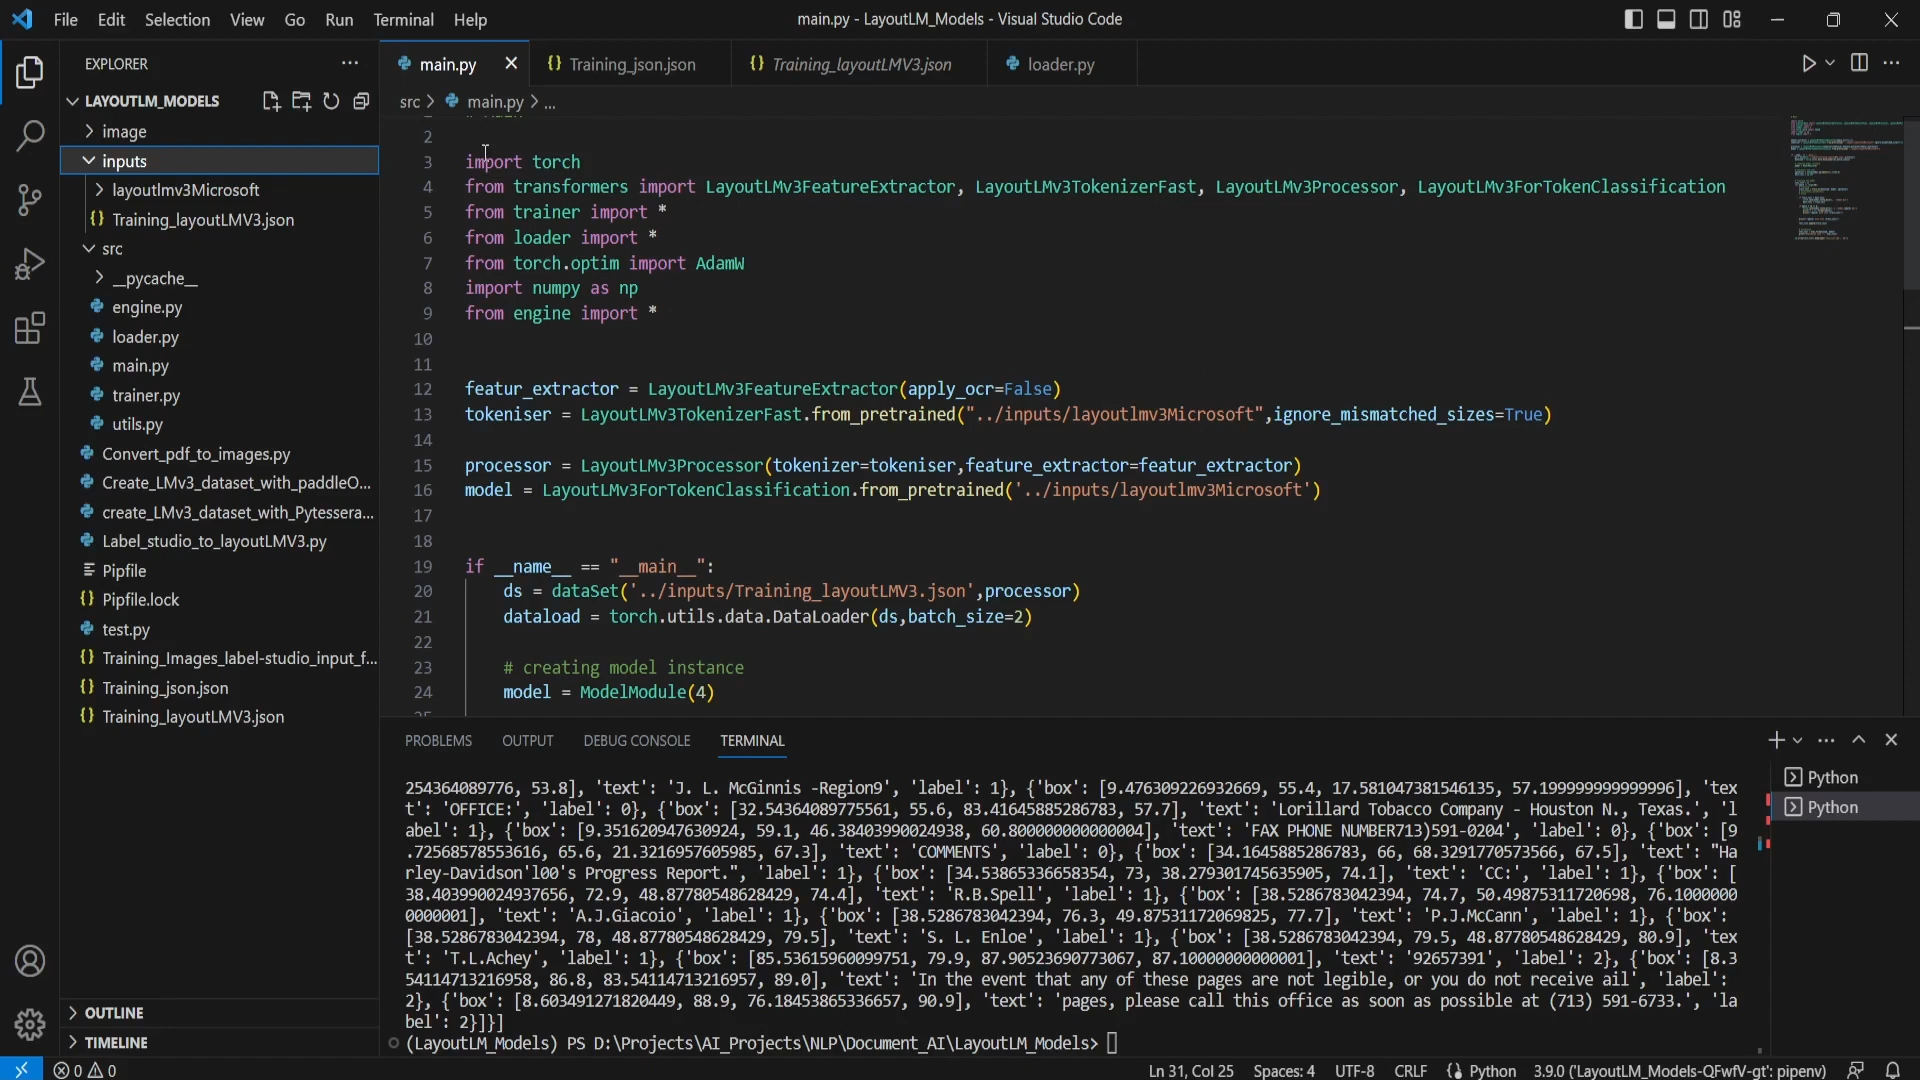 File Edit Selection View Go Run Terminal Help
main.py - LayoutLM_Models - Visual Studio Code
EXPLORER
LAYOUTLM_MODELS
image
inputs
layoutlmv3Microsoft
Training_layoutLMV3.json
src
__pycache__
engine.py
loader.py
main.py
trainer.py
utils.py
Convert_pdf_to_images.py
Create_LMv3_dataset_with_paddleO...
create_LMv3_dataset_with_Pytessera...
Label_studio_to_layoutLMV3.py
Pipfile
Pipfile.lock
test.py
Training_Images_label-studio_input_f...
Training_json.json
Training_layoutLMV3.json
OUTLINE
TIMELINE
main.py Training_json.json Training_layoutLMV3.json loader.py
src > main.py > ...
2
3 import torch
4 from transformers import LayoutLMv3FeatureExtractor, LayoutLMv3TokenizerFast, LayoutLMv3Processor, LayoutLMv3ForTokenClassification
5 from trainer import *
6 from loader import *
7 from torch.optim import AdamW
8 import numpy as np
9 from engine import *
10
11
12 featur_extractor = LayoutLMv3FeatureExtractor(apply_ocr=False)
13 tokeniser = LayoutLMv3TokenizerFast.from_pretrained("../inputs/layoutlmv3Microsoft",ignore_mismatched_sizes=True)
14
15 processor = LayoutLMv3Processor(tokenizer=tokeniser,feature_extractor=featur_extractor)
16 model = LayoutLMv3ForTokenClassification.from_pretrained('../inputs/layoutlmv3Microsoft')
17
18
19 if __name__ == "__main__":
20 ds = dataSet('../inputs/Training_layoutLMV3.json',processor)
21 dataload = torch.utils.data.DataLoader(ds,batch_size=2)
22
23 # creating model instance
24 model = ModelModule(4)
PROBLEMS OUTPUT DEBUG CONSOLE TERMINAL
Python
Python
254364089776, 53.8], 'text': 'J. L. McGinnis -Region9', 'label': 1}, {'box': [9.476309226932669, 55.4, 17.581047381546135, 57.199999999999996], 'tex
t': 'OFFICE:', 'label': 0}, {'box': [32.54364089775561, 55.6, 83.41645885286783, 57.7], 'text': 'Lorillard Tobacco Company - Houston N., Texas.', 'l
abel': 1}, {'box': [9.351620947630924, 59.1, 46.38403990024938, 60.800000000000004], 'text': 'FAX PHONE NUMBER713)591-0204', 'label': 0}, {'box': [9
.72568578553616, 65.6, 21.3216957605985, 67.3], 'text': 'COMMENTS', 'label': 0}, {'box': [34.1645885286783, 66, 68.3291770573566, 67.5], 'text': "Ha
rley-Davidson'l00's Progress Report.", 'label': 1}, {'box': [34.53865336658354, 73, 38.279301745635905, 74.1], 'text': 'CC:', 'label': 1}, {'box': [
38.403990024937656, 72.9, 48.87780548628429, 74.4], 'text': 'R.B.Spell', 'label': 1}, {'box': [38.5286783042394, 74.7, 50.49875311720698, 76.1000000
0000001], 'text': 'A.J.Giacoio', 'label': 1}, {'box': [38.5286783042394, 76.3, 49.87531172069825, 77.7], 'text': 'P.J.McCann', 'label': 1}, {'box':
[38.5286783042394, 78, 48.87780548628429, 79.5], 'text': 'S. L. Enloe', 'label': 1}, {'box': [38.5286783042394, 79.5, 48.87780548628429, 80.9], 'tex
t': 'T.L.Achey', 'label': 1}, {'box': [85.53615960099751, 79.9, 87.90523690773067, 87.10000000000001], 'text': '92657391', 'label': 2}, {'box': [8.3
54114713216958, 86.8, 83.54114713216957, 89.0], 'text': 'In the event that any of these pages are not legible, or you do not receive ail', 'label':
2}, {'box': [8.603491271820449, 88.9, 76.18453865336657, 90.9], 'text': 'pages, please call this office as soon as possible at (713) 591-6733.', 'la
bel': 2}]}]
(LayoutLM_Models) PS D:\Projects\AI_Projects\NLP\Document_AI\LayoutLM_Models>
0 0 Ln 31, Col 25 Spaces: 4 UTF-8 CRLF Python 3.9.0 ('LayoutLM_Models-QFwfV-gt': pipenv)